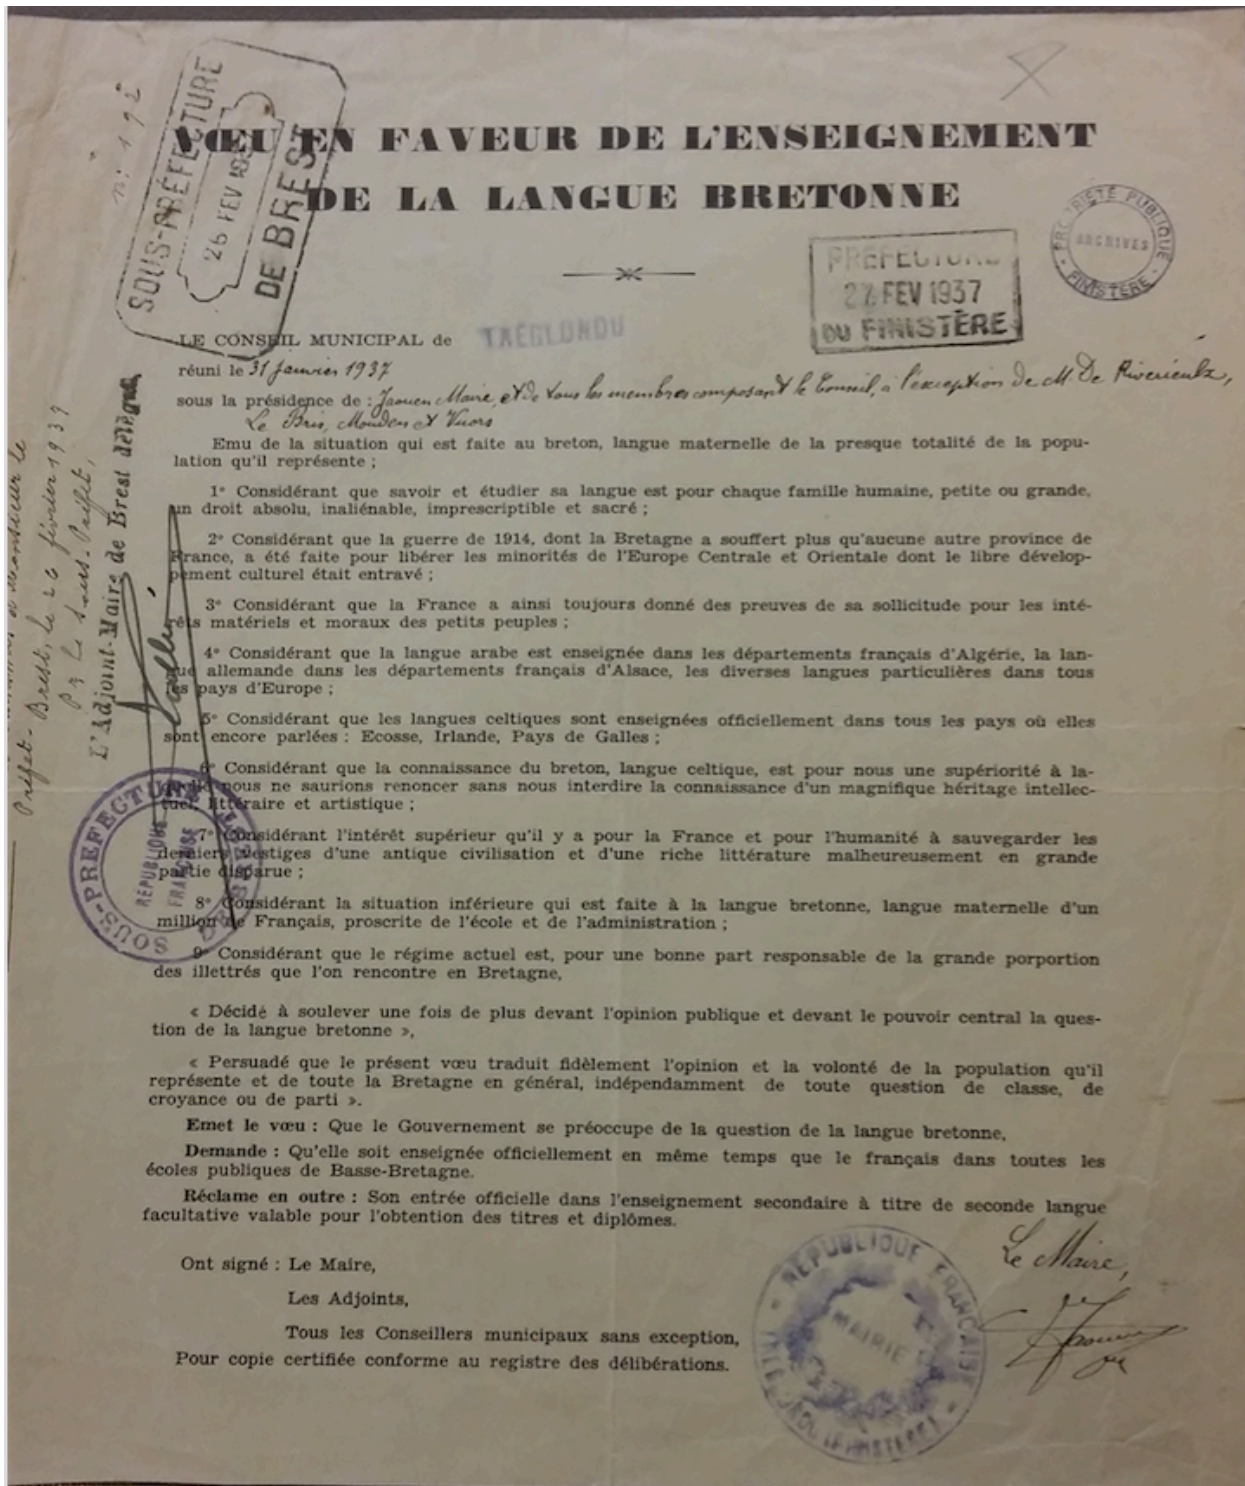 n: 192
SOUS-PRÉFECTURE
26 FEV 193
DE BREST
VŒU EN FAVEUR DE L'ENSEIGNEMENT
DE LA LANGUE BRETONNE
PROPRIÉTÉ PUBLIQUE
ARCHIVES
FINISTÈRE
PREFECTURE
27 FEV 1937
DU FINISTÈRE
LE CONSEIL MUNICIPAL de TRÉGLONOU
réuni le 31 janvier 1937
sous la présidence de : Jaouen Maire, et de tous les membres composant le Conseil, à l'exception de M. De Rivérieulx,
Le Bris, Mouden et Vuors
Emu de la situation qui est faite au breton, langue maternelle de la presque totalité de la popu-
lation qu'il représente ;
1° Considérant que savoir et étudier sa langue est pour chaque famille humaine, petite ou grande,
un droit absolu, inaliénable, imprescriptible et sacré ;
2° Considérant que la guerre de 1914, dont la Bretagne a souffert plus qu'aucune autre province de
France, a été faite pour libérer les minorités de l'Europe Centrale et Orientale dont le libre dévelop-
pement culturel était entravé ;
3° Considérant que la France a ainsi toujours donné des preuves de sa sollicitude pour les inté-
rêts matériels et moraux des petits peuples ;
4° Considérant que la langue arabe est enseignée dans les départements français d'Algérie, la lan-
gue allemande dans les départements français d'Alsace, les diverses langues particulières dans tous
les pays d'Europe ;
5° Considérant que les langues celtiques sont enseignées officiellement dans tous les pays où elles
sont encore parlées : Ecosse, Irlande, Pays de Galles ;
6° Considérant que la connaissance du breton, langue celtique, est pour nous une supériorité à la-
quelle nous ne saurions renoncer sans nous interdire la connaissance d'un magnifique héritage intellec-
tuel, littéraire et artistique ;
7° Considérant l'intérêt supérieur qu'il y a pour la France et pour l'humanité à sauvegarder les
derniers vestiges d'une antique civilisation et d'une riche littérature malheureusement en grande
partie disparue ;
8° Considérant la situation inférieure qui est faite à la langue bretonne, langue maternelle d'un
million de Français, proscrite de l'école et de l'administration ;
9° Considérant que le régime actuel est, pour une bonne part responsable de la grande porportion
des illettrés que l'on rencontre en Bretagne,
« Décidé à soulever une fois de plus devant l'opinion publique et devant le pouvoir central la ques-
tion de la langue bretonne »,
« Persuadé que le présent vœu traduit fidèlement l'opinion et la volonté de la population qu'il
représente et de toute la Bretagne en général, indépendamment de toute question de classe, de
croyance ou de parti ».
Emet le vœu : Que le Gouvernement se préoccupe de la question de la langue bretonne,
Demande : Qu'elle soit enseignée officiellement en même temps que le français dans toutes les
écoles publiques de Basse-Bretagne.
Réclame en outre : Son entrée officielle dans l'enseignement secondaire à titre de seconde langue
facultative valable pour l'obtention des titres et diplômes.
Ont signé : Le Maire,
Les Adjoints,
Tous les Conseillers municipaux sans exception,
Pour copie certifiée conforme au registre des délibérations.
Le Maire,
Jaouen
RÉPUBLIQUE FRANÇAISE
MAIRIE
(FINISTÈRE)
à Monsieur le
Préfet - Brest, le 26 février 1937
Pr le Sous-Préfet,
L'Adjoint-Maire de Brest délégué,
SOUS-PREFECTURE DE BREST
REPUBLIQUE
FRANÇAISE